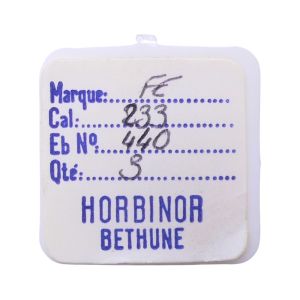 Marque: FE
Cal: 233
Eb Nº 440
Qté: 3
HORBINOR
BETHUNE